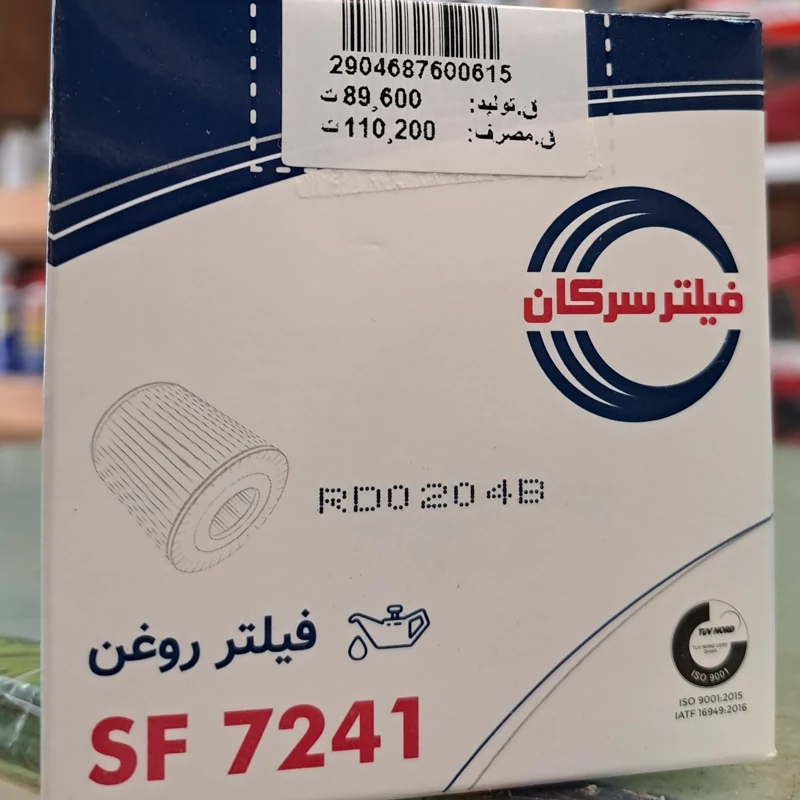 2904687600615
ق.تولید: 89,600 ت
ق.مصرف: 110,200 ت
فیلتر سرکان
RD0204B
فیلتر روغن
SF 7241
TUV NORD
ISO 9001
ISO 9001:2015
IATF 16949:2016